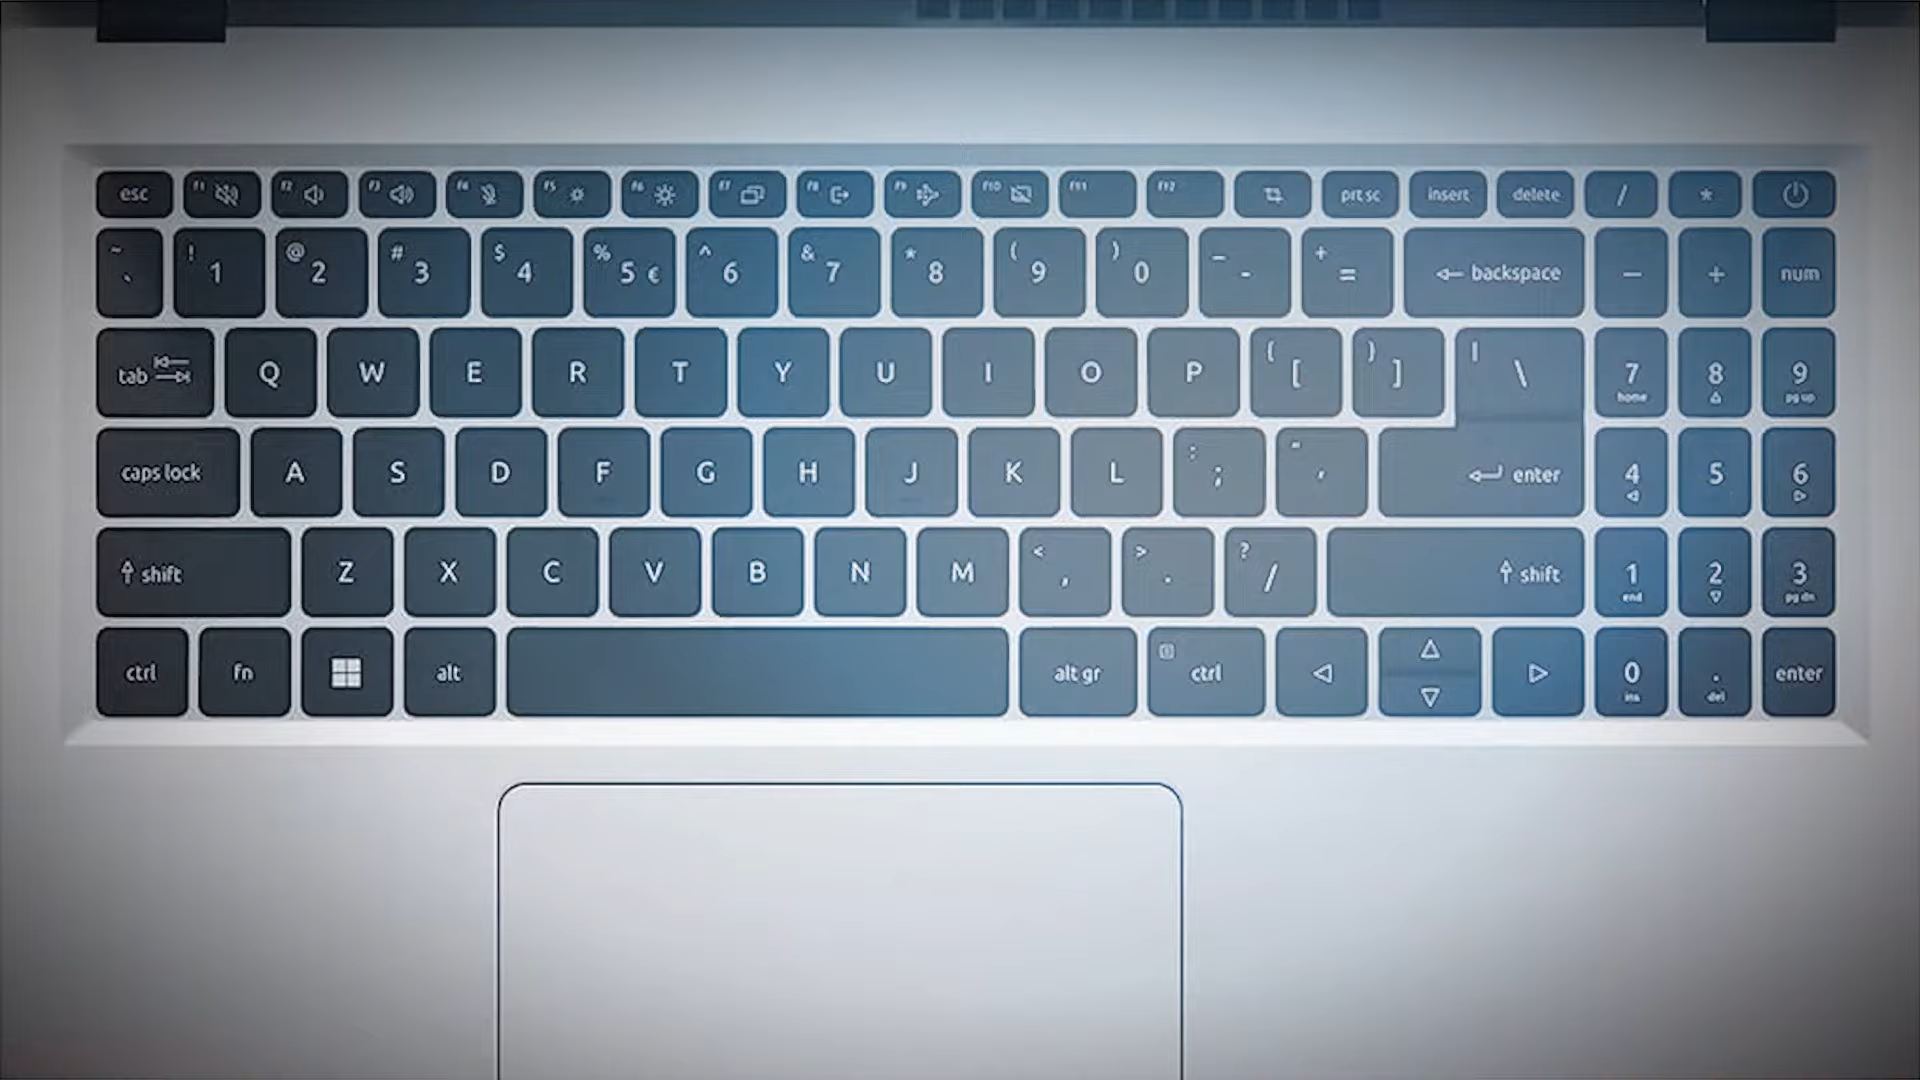 esc F1 F2 F3 F4 F5 F6 F7 F8 F9 F10 F11 F12 prt sc insert delete / *
~ ! @ # $ % ^ & * ( ) _ +
` 1 2 3 4 5 € 6 7 8 9 0 - = backspace - + num
tab Q W E R T Y U I O P { [ } ] | \ 7 home 8 9 pg up
caps lock A S D F G H J K L : ; " ' enter 4 5 6
shift Z X C V B N M < , > . ? / shift 1 end 2 3 pg dn
ctrl fn alt alt gr ctrl 0 ins . del enter